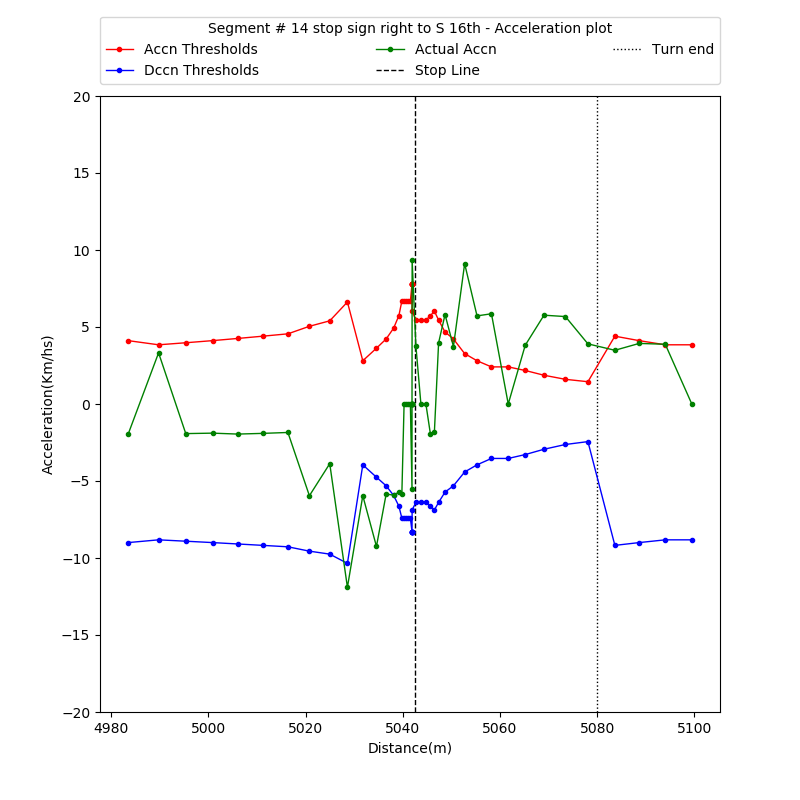 Segment # 14 stop sign right to S 16th - Acceleration plot
Accn Thresholds Actual Accn Turn end
Dccn Thresholds Stop Line
20
15
10
5
0
−5
−10
−15
−20
Acceleration(Km/hs)
4980 5000 5020 5040 5060 5080 5100
Distance(m)